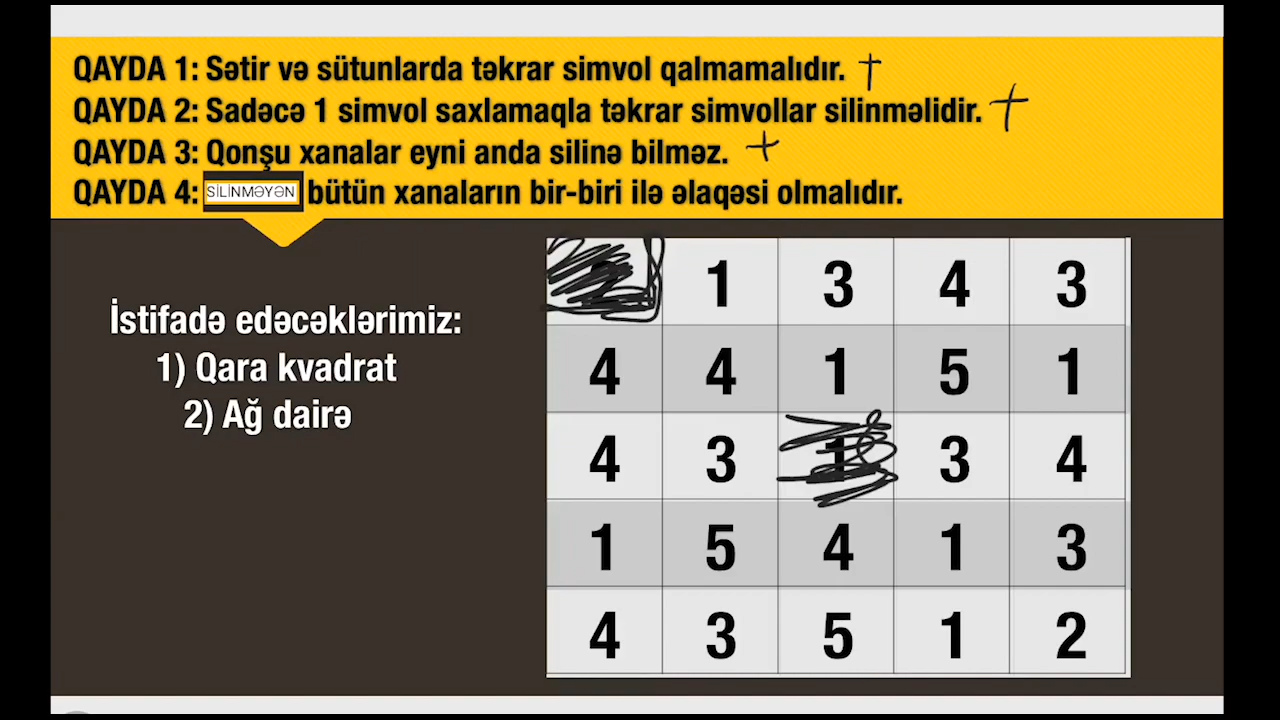 QAYDA 1: Sətir və sütunlarda təkrar simvol qalmamalıdır.
QAYDA 2: Sadəcə 1 simvol saxlamaqla təkrar simvollar silinməlidir.
QAYDA 3: Qonşu xanalar eyni anda silinə bilməz.
QAYDA 4: SİLİNMƏYƏN bütün xanaların bir-biri ilə əlaqəsi olmalıdır.
İstifadə edəcəklərimiz:
1) Qara kvadrat
2) Ağ dairə
1 3 4 3
4 4 1 5 1
4 3 1 3 4
1 5 4 1 3
4 3 5 1 2